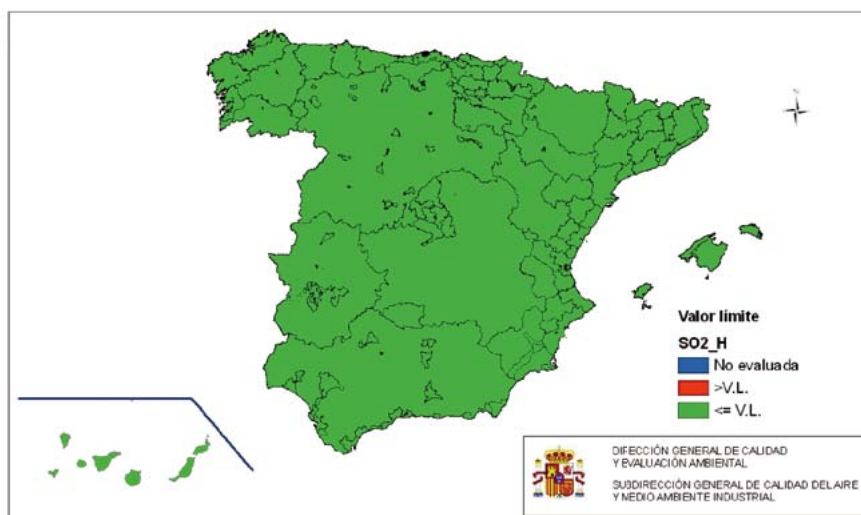 Valor límite
SO2_H
No evaluada
>V.L.
<= V.L.
DIRECCIÓN GENERAL DE CALIDAD
Y EVALUACIÓN AMBIENTAL
SUBDIRECCIÓN GENERAL DE CALIDAD DEL AIRE
Y MEDIO AMBIENTE INDUSTRIAL